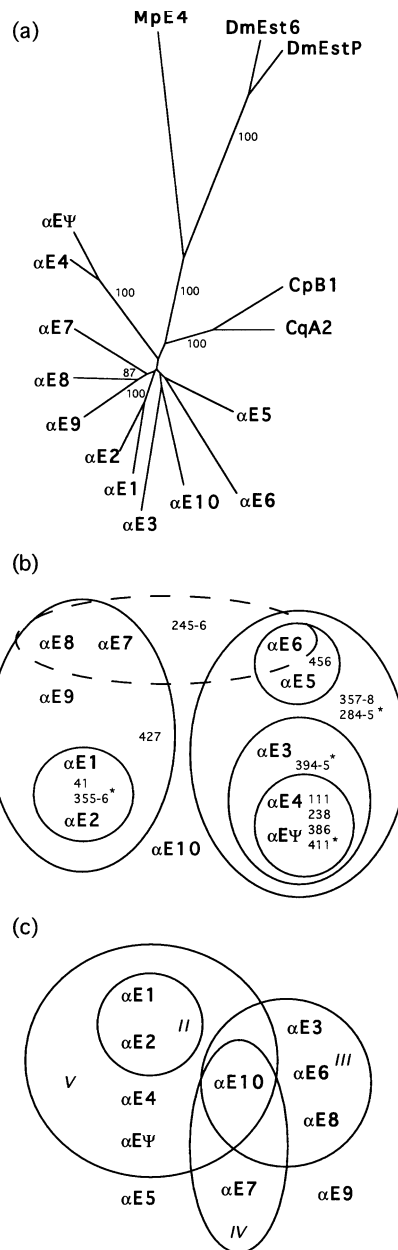 (a)
MpE4
DmEst6
DmEstP
100
αEΨ
αE4
100
100
CpB1
αE7
CqA2
100
87
αE8
100
αE9
αE5
αE2
αE1
αE10
αE6
αE3
(b)
245-6
αE8 αE7
αE6
456
αE5
αE9
357-8
284-5*
427
αE1
αE3
394-5*
41
355-6*
αE4 111
238
αE2
αEΨ 386
411*
αE10
(c)
αE1
αE2 II
αE3
αE6 III
V
αE10
αE4
αE8
αEΨ
αE5
αE7
αE9
IV